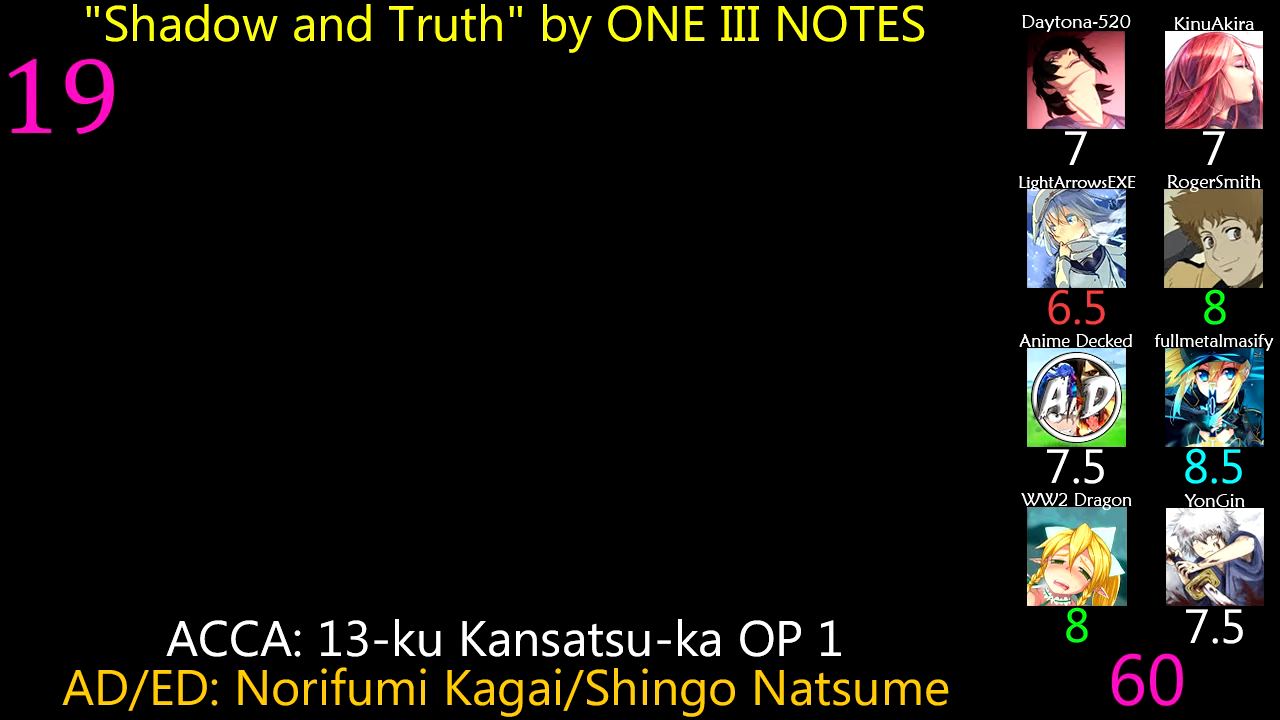 "Shadow and Truth" by ONE III NOTES
19
Daytona-520
KinuAkira
7
7
LightArrowsEXE
RogerSmith
6.5
8
Anime Decked
fullmetalmasify
AD
7.5
8.5
WW2 Dragon
YonGin
8
7.5
ACCA: 13-ku Kansatsu-ka OP 1
AD/ED: Norifumi Kagai/Shingo Natsume
60